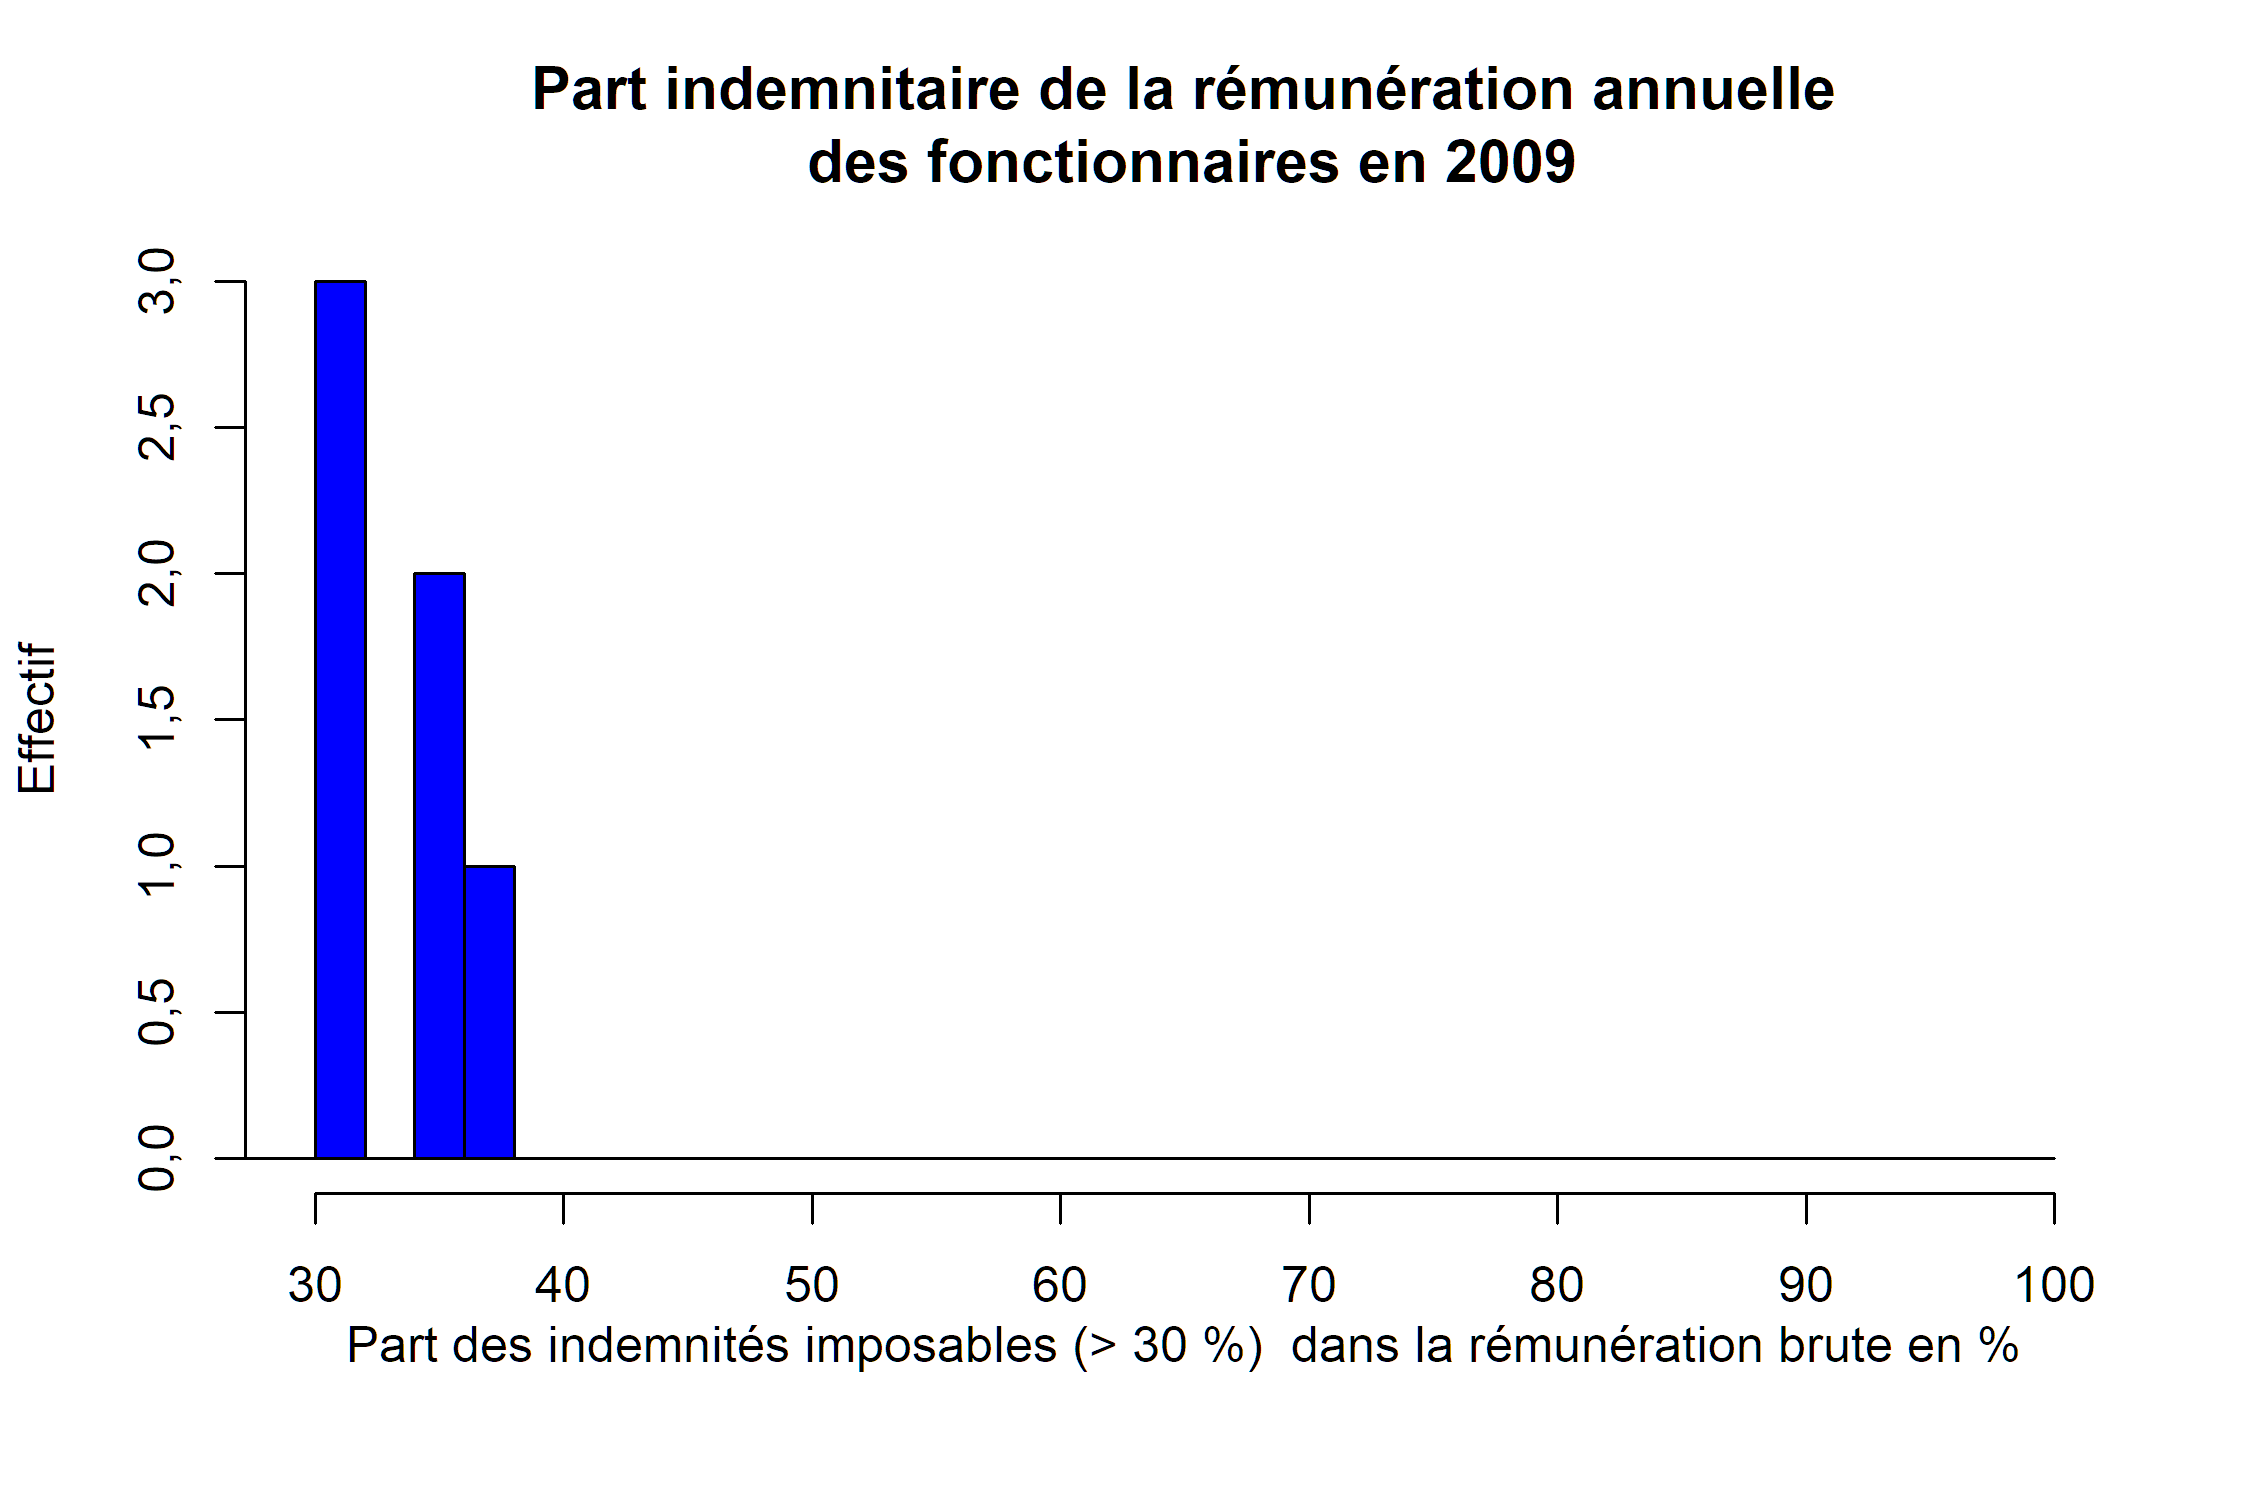 Part indemnitaire de la rémunération annuelle
des fonctionnaires en 2009
3,0
2,5
2,0
1,5
1,0
0,5
0,0
Effectif
30 40 50 60 70 80 90 100
Part des indemnités imposables (> 30 %)  dans la rémunération brute en %